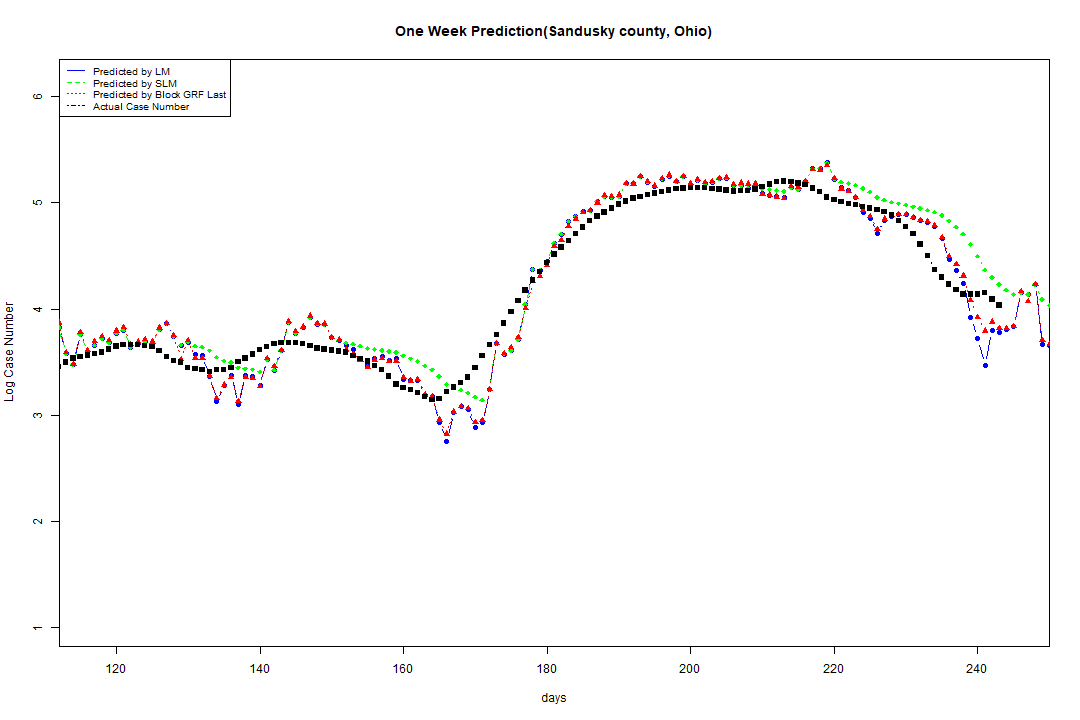 One Week Prediction(Sandusky county, Ohio)
Predicted by LM
Predicted by SLM
Predicted by Block GRF Last
Actual Case Number
6
5
4
3
2
1
Log Case Number
120 140 160 180 200 220 240
days